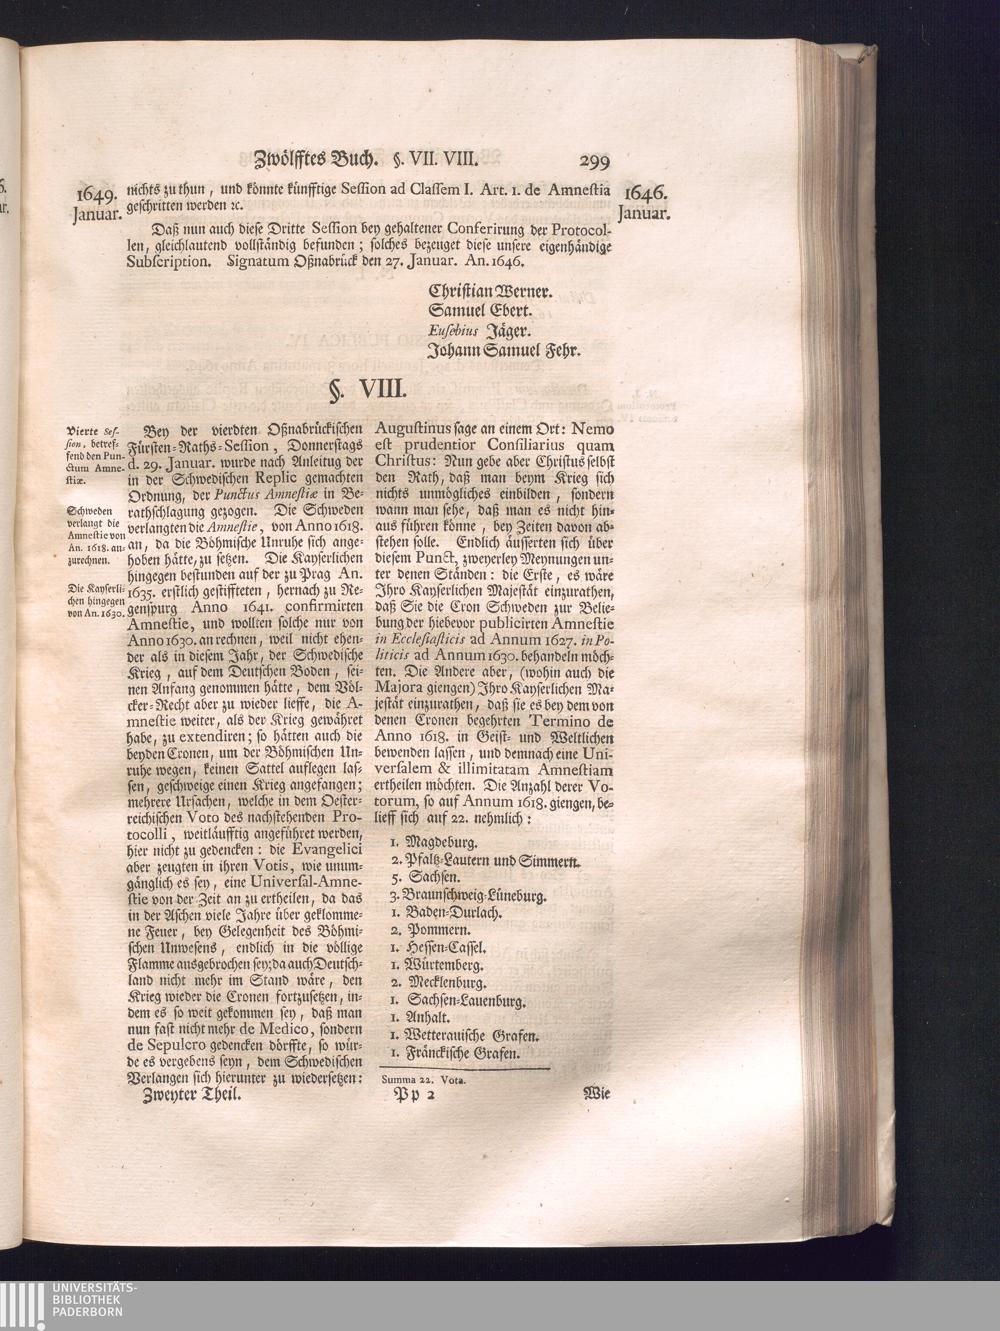 Zwölfftes Buch. §. VII. VIII. 299
1649.
Januar.
1646.
Januar.
nichts zu thun, und könnte künfftige Session ad Classem I. Art. 1. de Amnestia
geschritten werden ꝛc.
Daß nun auch diese Dritte Session bey gehaltener Conferirung der Protocol-
len, gleichlautend vollständig befunden; solches bezeuget diese unsere eigenhändige
Subscription. Signatum Oßnabrück den 27. Januar. An. 1646.
Christian Werner.
Samuel Ebert.
Eusebius Jäger.
Johann Samuel Fehr.
§. VIII.
Vierte Ses-
sion, betref-
fend den Pun-
ctum Amne-
stiæ.
Schweden
verlangt die
Amnestie von
An. 1618. an-
zurechnen.
Die Kayserli-
chen hingegen
von An. 1630.
Bey der vierdten Oßnabrückischen
Fürsten-Raths-Session, Donnerstags
d. 29. Januar. wurde nach Anleitug der
in der Schwedischen Replic gemachten
Ordnung, der Punctus Amnestiæ in Be-
rathschlagung gezogen. Die Schweden
verlangten die Amnestie, von Anno 1618.
an, da die Böhmische Unruhe sich ange-
hoben hätte, zu setzen. Die Kayserlichen
hingegen bestunden auf der zu Prag An.
1635. erstlich gestiffteten, hernach zu Re-
genspurg Anno 1641. confirmirten
Amnestie, und wollten solche nur von
Anno 1630. an rechnen, weil nicht ehen-
der als in diesem Jahr, der Schwedische
Krieg, auf dem Deutschen Boden, sei-
nen Anfang genommen hätte, dem Völ-
cker-Recht aber zu wieder lieffe, die A-
mnestie weiter, als der Krieg gewähret
habe, zu extendiren; so hätten auch die
beyden Cronen, um der Böhmischen Un-
ruhe wegen, keinen Sattel auflegen las-
sen, geschweige einen Krieg angefangen;
mehrere Ursachen, welche in dem Oester-
reichischen Voto des nachstehenden Pro-
tocolli, weitläufftig angeführet werden,
hier nicht zu gedencken: die Evangelici
aber zeugten in ihren Votis, wie unum-
gänglich es sey, eine Universal-Amne-
stie von der Zeit an zu ertheilen, da das
in der Aschen viele Jahre über geklomme-
ne Feuer, bey Gelegenheit des Böhmi-
schen Unwesens, endlich in die völlige
Flamme ausgebrochen sey; da auch Deutsch-
land nicht mehr im Stand wäre, den
Krieg wieder die Cronen fortzusetzen, in-
dem es so weit gekommen sey, daß man
nun fast nicht mehr de Medico, sondern
de Sepulcro gedencken dörffte, so wür-
de es vergebens seyn, dem Schwedischen
Verlangen sich hierunter zu wiedersetzen:
Augustinus sage an einem Ort: Nemo
est prudentior Consiliarius quam
Christus: Nun gebe aber Christus selbst
den Rath, daß man beym Krieg sich
nichts unmögliches einbilden, sondern
wann man sehe, daß man es nicht hin-
aus führen könne, bey Zeiten davon ab-
stehen solle. Endlich äusserten sich über
diesem Punct, zweyerley Meynungen un-
ter denen Ständen: die Erste, es wäre
Ihro Kayserlichen Majestät einzurathen,
daß Sie die Cron Schweden zur Belie-
bung der hiebevor publicirten Amnestie
in Ecclesiasticis ad Annum 1627. in Po-
liticis ad Annum 1630. behandeln möch-
ten. Die Andere aber, (wohin auch die
Majora giengen) Ihro Kayserlichen Ma-
jestät einzurathen, daß sie es bey dem von
denen Cronen begehrten Termino de
Anno 1618. in Geist- und Weltlichen
bewenden lassen, und demnach eine Uni-
versalem & illimitatam Amnestiam
ertheilen möchten. Die Anzahl derer Vo-
torum, so auf Annum 1618. giengen, be-
lieff sich auf 22. nehmlich:
1. Magdeburg.
2. Pfaltz-Lautern und Simmern.
5. Sachsen.
3. Braunschweig-Lüneburg.
1. Baden-Durlach.
2. Pommern.
1. Hessen-Cassel.
1. Würtemberg.
2. Mecklenburg.
1. Sachsen-Lauenburg.
1. Anhalt.
1. Wetterauische Grafen.
1. Fränckische Grafen.
Summa 22. Vota.
Zweyter Theil.
Pp 2
Wie
UNIVERSITÄTS-
BIBLIOTHEK
PADERBORN